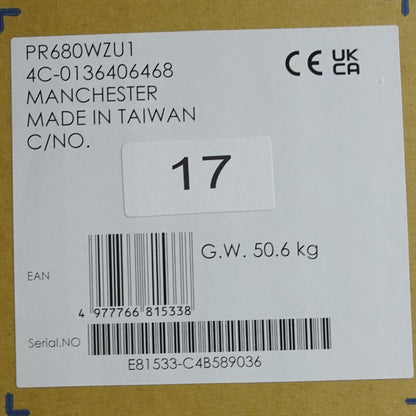 PR680WZU1
4C-0136406468
MANCHESTER
MADE IN TAIWAN
C/NO.
CE UK CA
17
G.W. 50.6 kg
EAN
4 977766 815338
Serial.NO
E81533-C4B589036